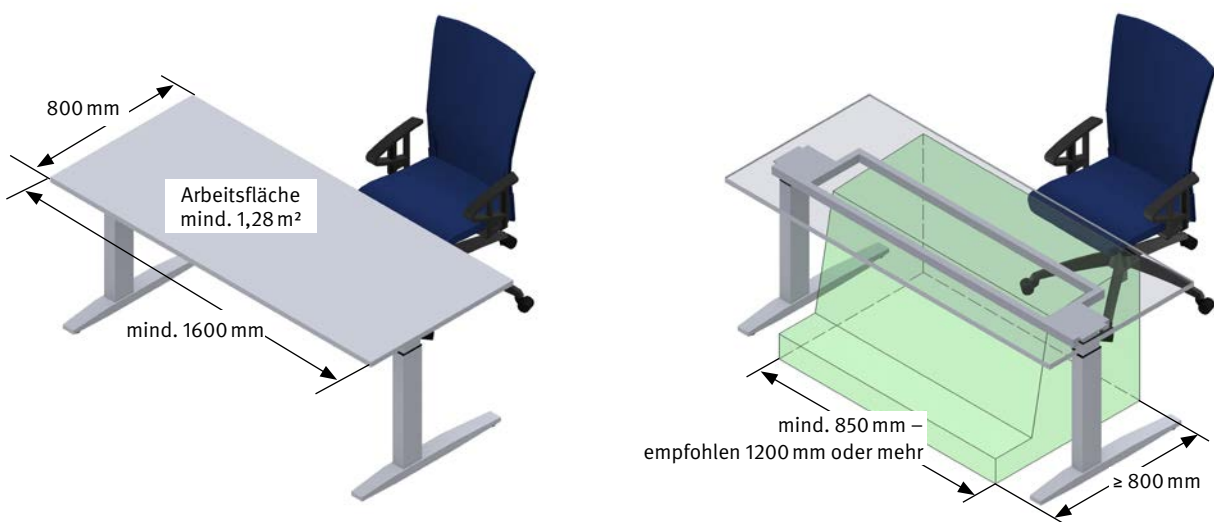 800 mm
Arbeitsfläche
mind. 1,28 m²
mind. 1600 mm
mind. 850 mm –
empfohlen 1200 mm oder mehr
≥ 800 mm